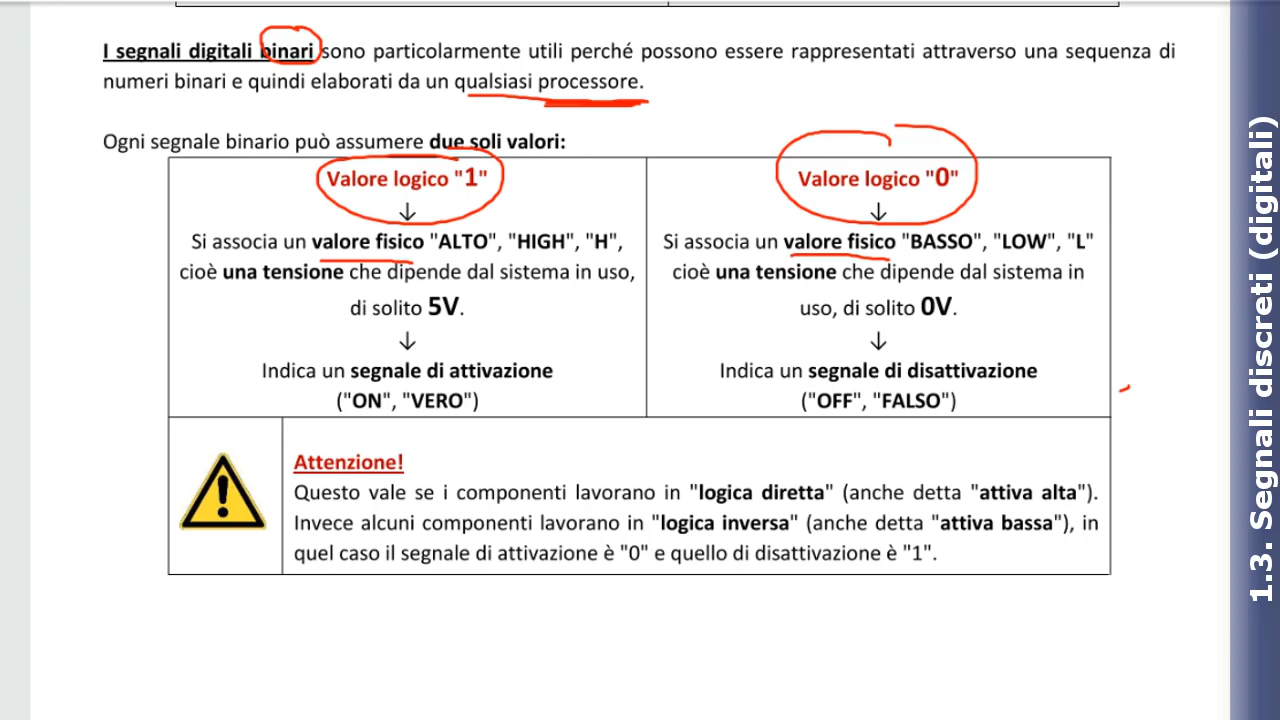 I segnali digitali binari sono particolarmente utili perché possono essere rappresentati attraverso una sequenza di
numeri binari e quindi elaborati da un qualsiasi processore.
Ogni segnale binario può assumere due soli valori:
Valore logico "1"
↓
Si associa un valore fisico "ALTO", "HIGH", "H",
cioè una tensione che dipende dal sistema in uso,
di solito 5V.
↓
Indica un segnale di attivazione
("ON", "VERO")
Valore logico "0"
↓
Si associa un valore fisico "BASSO", "LOW", "L"
cioè una tensione che dipende dal sistema in
uso, di solito 0V.
↓
Indica un segnale di disattivazione
("OFF", "FALSO")
Attenzione!
Questo vale se i componenti lavorano in "logica diretta" (anche detta "attiva alta").
Invece alcuni componenti lavorano in "logica inversa" (anche detta "attiva bassa"), in
quel caso il segnale di attivazione è "0" e quello di disattivazione è "1".
1.3. Segnali discreti (digitali)